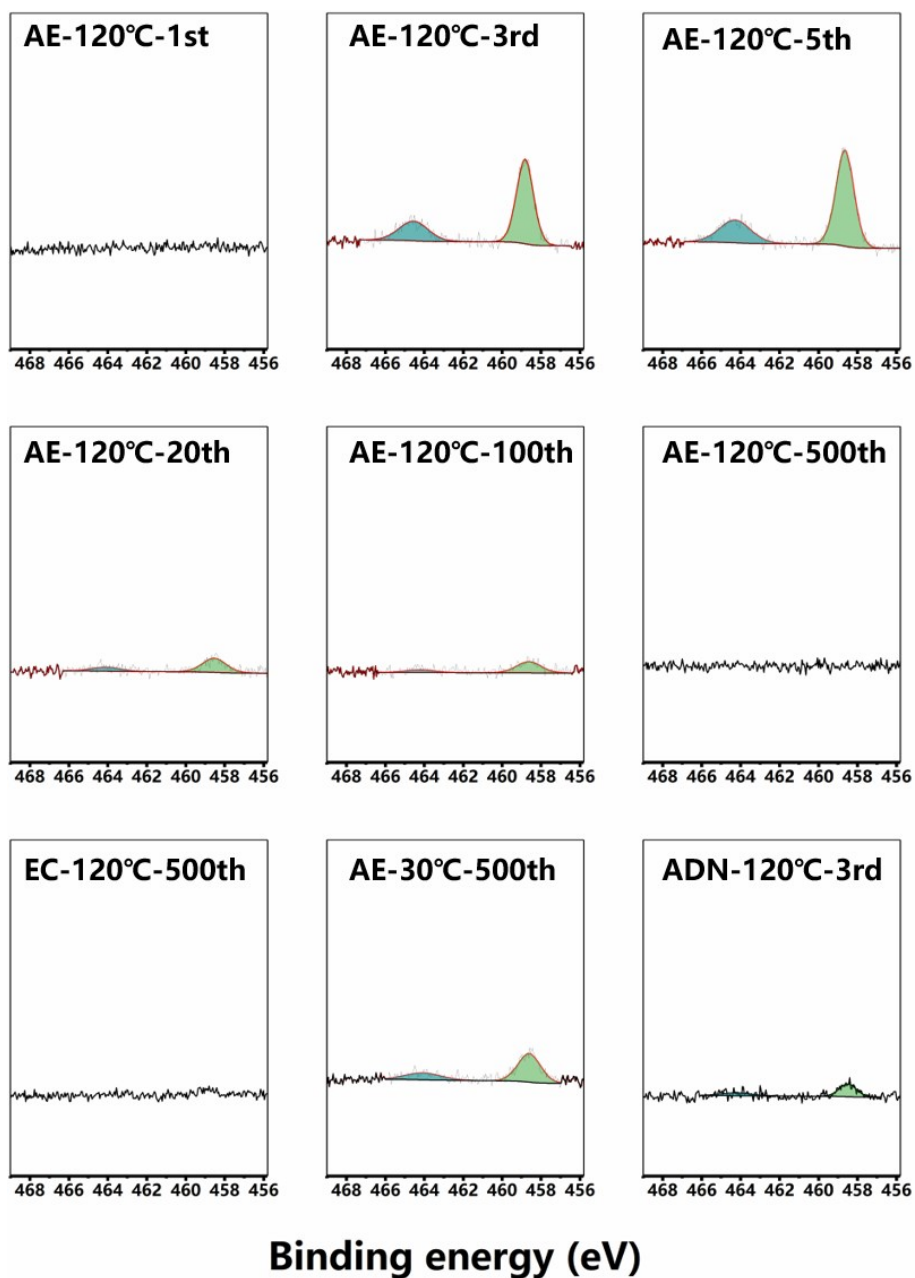 AE-120℃-1st
AE-120℃-3rd
AE-120℃-5th
468 466 464 462 460 458 456
468 466 464 462 460 458 456
468 466 464 462 460 458 456
AE-120℃-20th
AE-120℃-100th
AE-120℃-500th
468 466 464 462 460 458 456
468 466 464 462 460 458 456
468 466 464 462 460 458 456
EC-120℃-500th
AE-30℃-500th
ADN-120℃-3rd
468 466 464 462 460 458 456
468 466 464 462 460 458 456
468 466 464 462 460 458 456
Binding energy (eV)